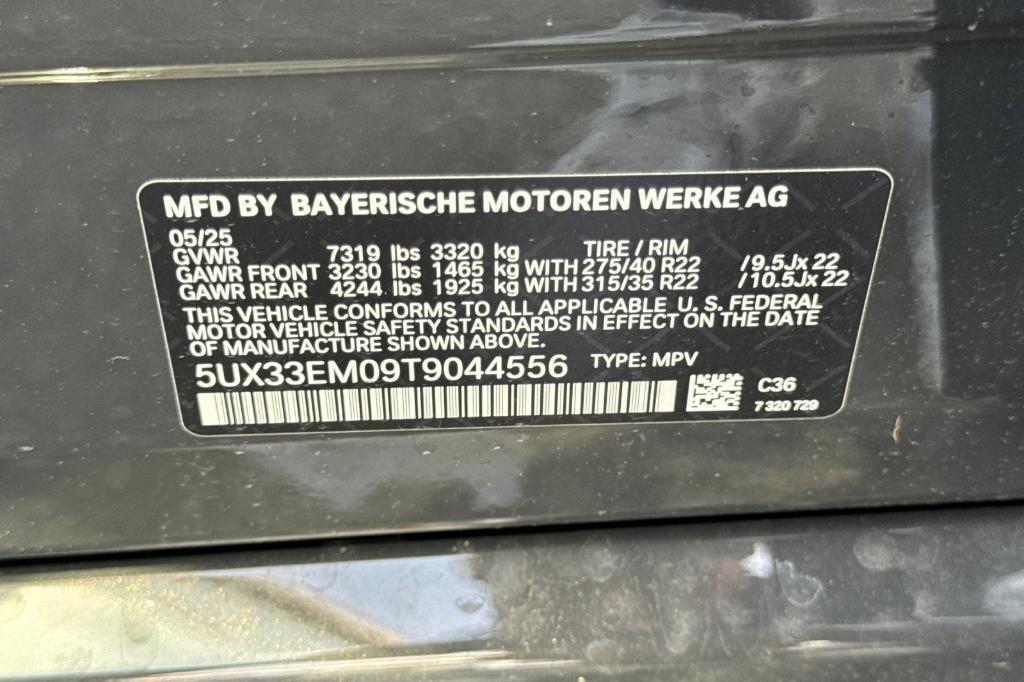 MFD BY BAYERISCHE MOTOREN WERKE AG
05/25
GVWR 7319 lbs 3320 kg TIRE / RIM
GAWR FRONT 3230 lbs 1465 kg WITH 275/40 R22 /9.5Jx22
GAWR REAR 4244 lbs 1925 kg WITH 315/35 R22 /10.5Jx22
THIS VEHICLE CONFORMS TO ALL APPLICABLE U. S. FEDERAL
MOTOR VEHICLE SAFETY STANDARDS IN EFFECT ON THE DATE
OF MANUFACTURE SHOWN ABOVE.
5UX33EM09T9044556 TYPE: MPV
C36
7 320 729